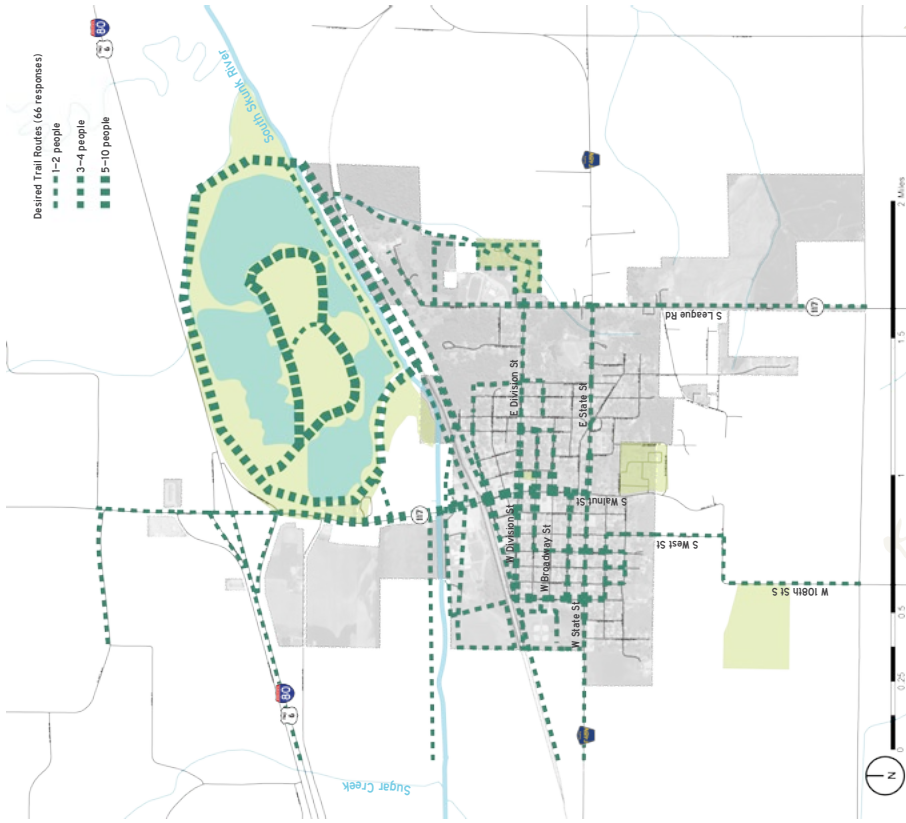 Desired Trail Routes (66 responses)
1–2 people
3–4 people
5–10 people
80
6
South Skunk River
S League Rd
117
E Division St
E State St
117
S Walnut St
W Division St
W Broadway St
S West St
W State St
W 108th St S
80
6
Sugar Creek
N
0
0.25
0.5
1
1.5
2 Miles